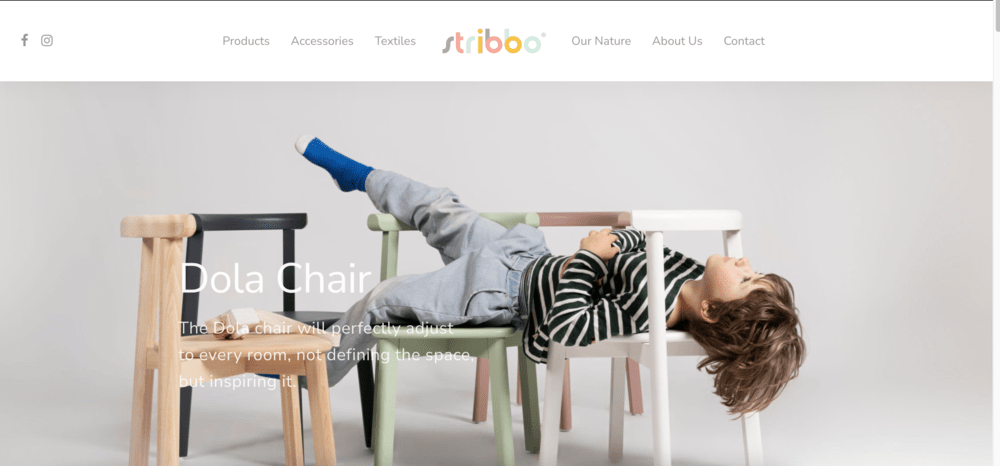 Products Accessories Textiles stribbo® Our Nature About Us Contact
Dola Chair
The Dola chair will perfectly adjust
to every room, not defining the space,
but inspiring it.